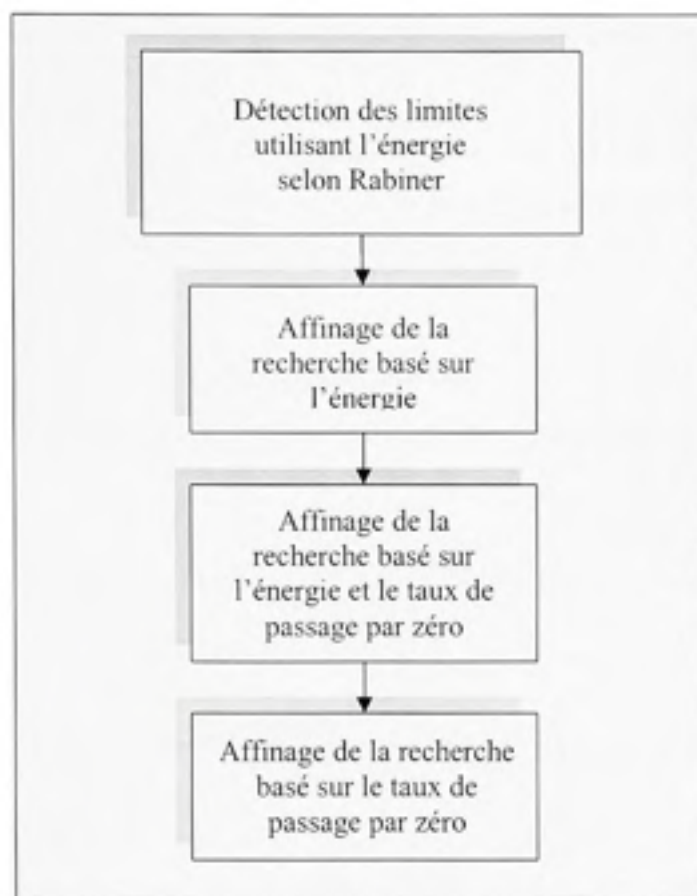 Détection des limites
utilisant l'énergie
selon Rabiner
Affinage de la
recherche basé sur
l'énergie
Affinage de la
recherche basé sur
l'énergie et le taux de
passage par zéro
Affinage de la recherche
basé sur le taux de
passage par zéro